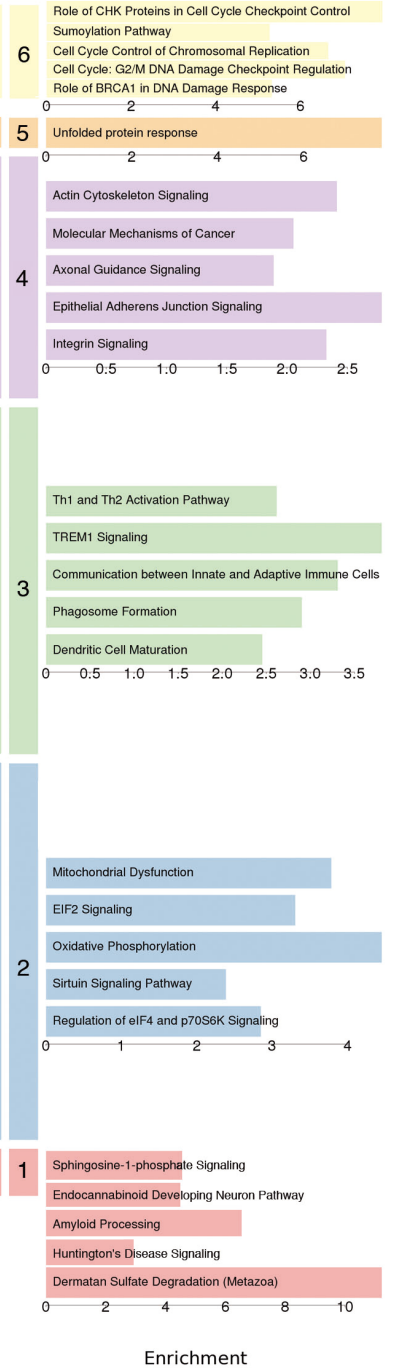 6
Role of CHK Proteins in Cell Cycle Checkpoint Control
Sumoylation Pathway
Cell Cycle Control of Chromosomal Replication
Cell Cycle: G2/M DNA Damage Checkpoint Regulation
Role of BRCA1 in DNA Damage Response
0 2 4 6
5
Unfolded protein response
0 2 4 6
4
Actin Cytoskeleton Signaling
Molecular Mechanisms of Cancer
Axonal Guidance Signaling
Epithelial Adherens Junction Signaling
Integrin Signaling
0 0.5 1.0 1.5 2.0 2.5
3
Th1 and Th2 Activation Pathway
TREM1 Signaling
Communication between Innate and Adaptive Immune Cells
Phagosome Formation
Dendritic Cell Maturation
0 0.5 1.0 1.5 2.0 2.5 3.0 3.5
2
Mitochondrial Dysfunction
EIF2 Signaling
Oxidative Phosphorylation
Sirtuin Signaling Pathway
Regulation of eIF4 and p70S6K Signaling
0 1 2 3 4
1
Sphingosine-1-phosphate Signaling
Endocannabinoid Developing Neuron Pathway
Amyloid Processing
Huntington's Disease Signaling
Dermatan Sulfate Degradation (Metazoa)
0 2 4 6 8 10
Enrichment